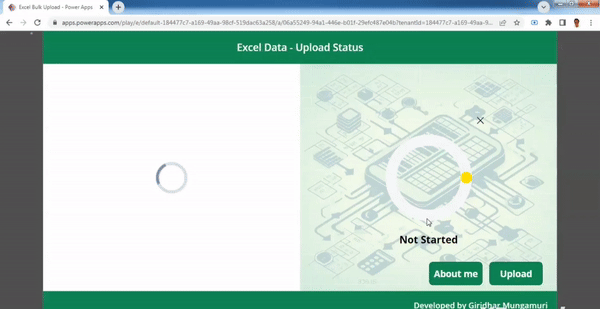 Excel Bulk Upload - Power Apps
apps.powerapps.com/play/e/default-184477c7-a169-49aa-98cf-519dac63a258/a/06a55249-94a1-446e-b01f-29efc487e04b?tenantId=184477c7-a169-49aa-9...
Excel Data - Upload Status
Not Started
About me
Upload
Developed by Giridhar Mungamuri